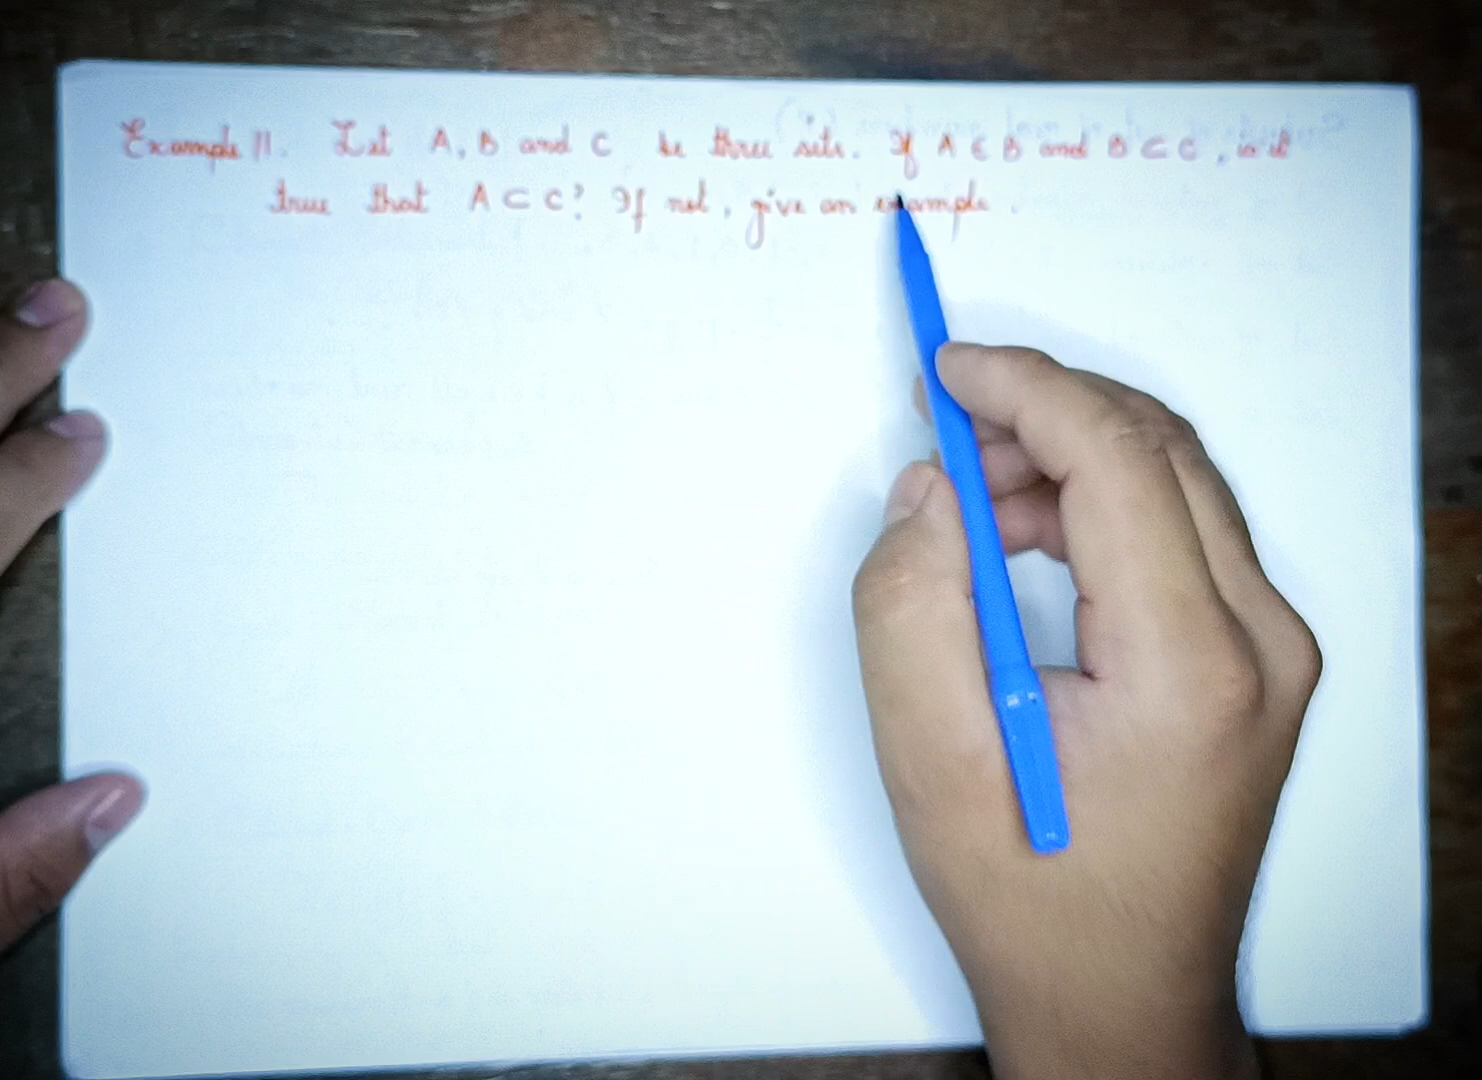 Example 11. Let A, B and C be three sets. If A ∈ B and B ⊂ C, is it
true that A ⊂ C? If not, give an example.